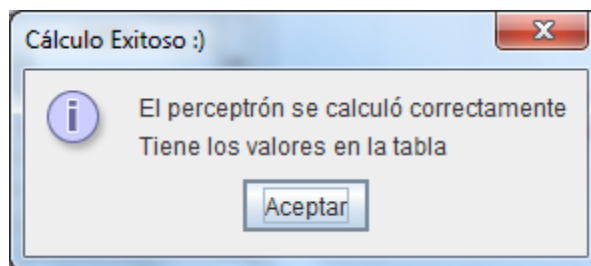 Cálculo Exitoso :)
El perceptrón se calculó correctamente
Tiene los valores en la tabla
Aceptar